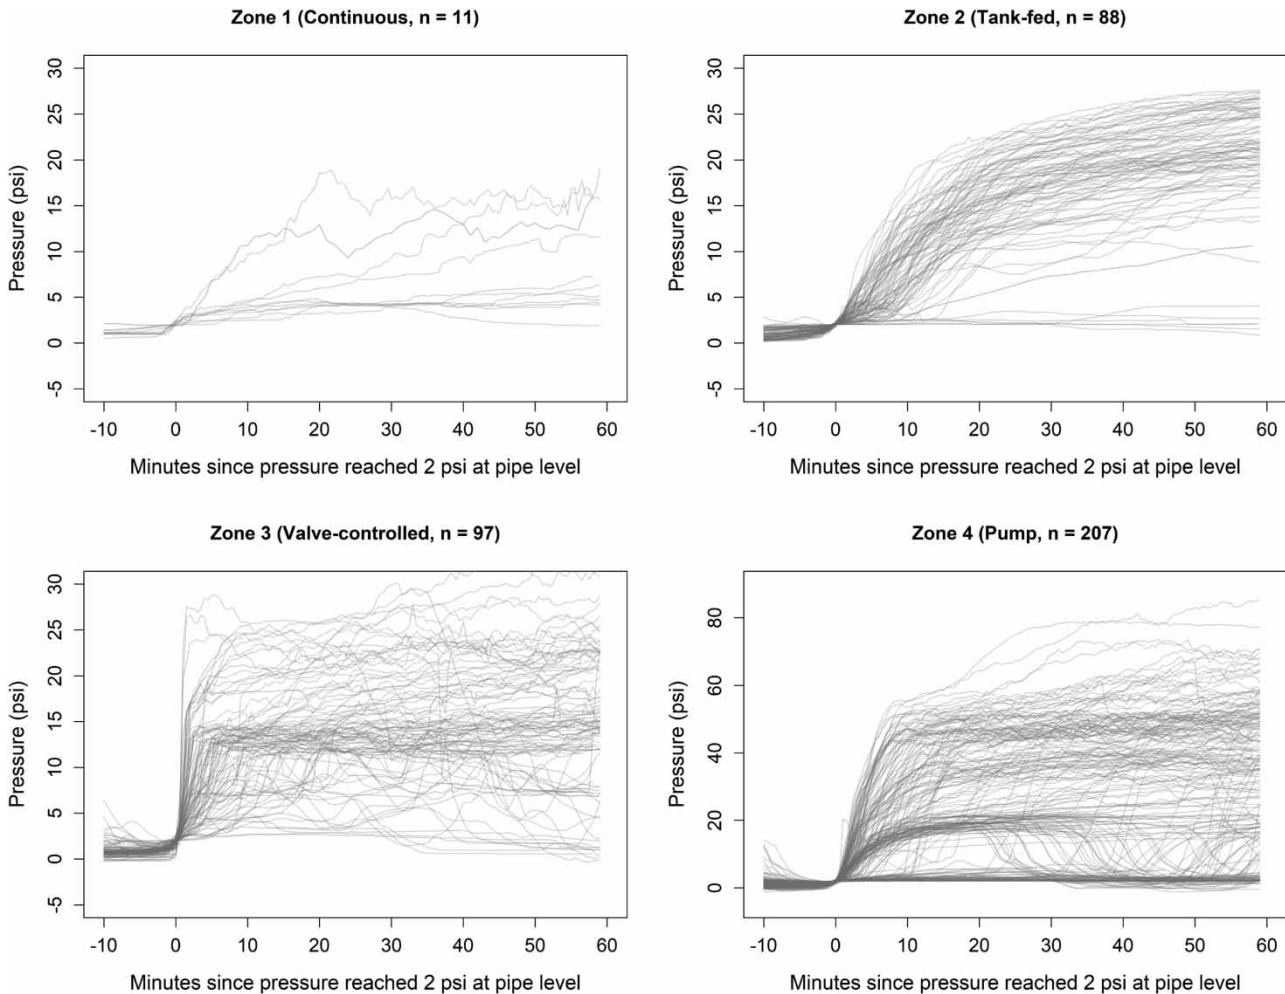 Zone 1 (Continuous, n = 11)
Pressure (psi)
30
25
20
15
10
5
0
-5
-10 0 10 20 30 40 50 60
Minutes since pressure reached 2 psi at pipe level
Zone 2 (Tank-fed, n = 88)
Pressure (psi)
30
25
20
15
10
5
0
-5
-10 0 10 20 30 40 50 60
Minutes since pressure reached 2 psi at pipe level
Zone 3 (Valve-controlled, n = 97)
Pressure (psi)
30
25
20
15
10
5
0
-5
-10 0 10 20 30 40 50 60
Minutes since pressure reached 2 psi at pipe level
Zone 4 (Pump, n = 207)
Pressure (psi)
80
60
40
20
0
-10 0 10 20 30 40 50 60
Minutes since pressure reached 2 psi at pipe level